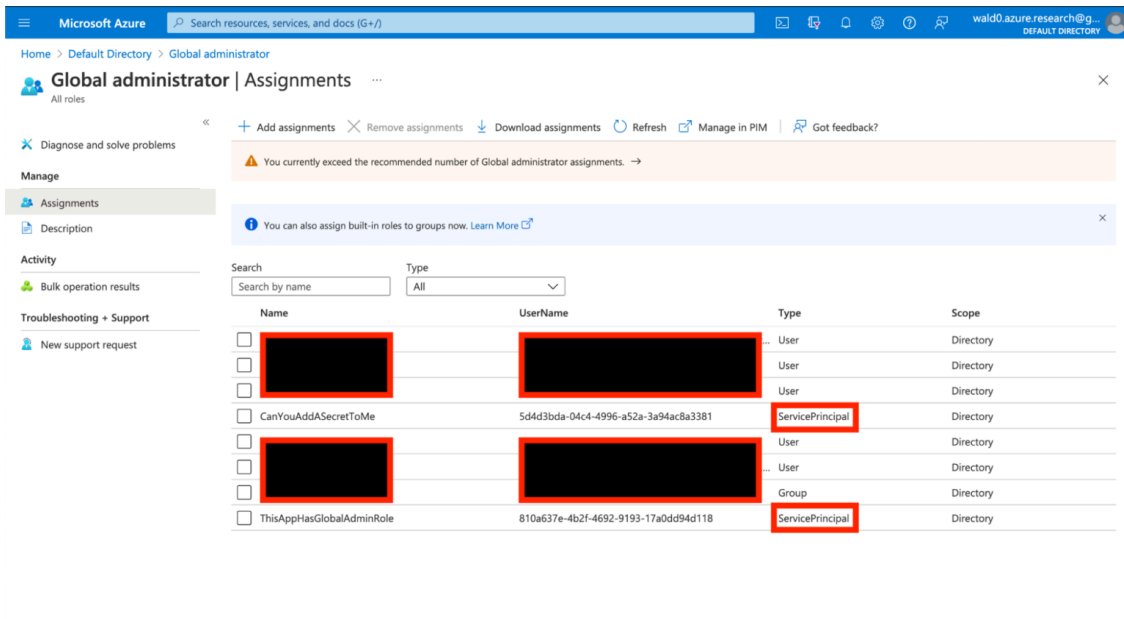 Microsoft Azure
Search resources, services, and docs (G+/)
wald0.azure.research@g...
DEFAULT DIRECTORY
Home > Default Directory > Global administrator
Global administrator | Assignments ...
All roles
«
Diagnose and solve problems
Manage
Assignments
Description
Activity
Bulk operation results
Troubleshooting + Support
New support request
Add assignments
Remove assignments
Download assignments
Refresh
Manage in PIM
Got feedback?
You currently exceed the recommended number of Global administrator assignments. →
You can also assign built-in roles to groups now. Learn More
Search
Type
Search by name
All
Name UserName Type Scope
... User Directory
User Directory
User Directory
CanYouAddASecretToMe 5d4d3bda-04c4-4996-a52a-3a94ac8a3381 ServicePrincipal Directory
User Directory
... User Directory
Group Directory
ThisAppHasGlobalAdminRole 810a637e-4b2f-4692-9193-17a0dd94d118 ServicePrincipal Directory